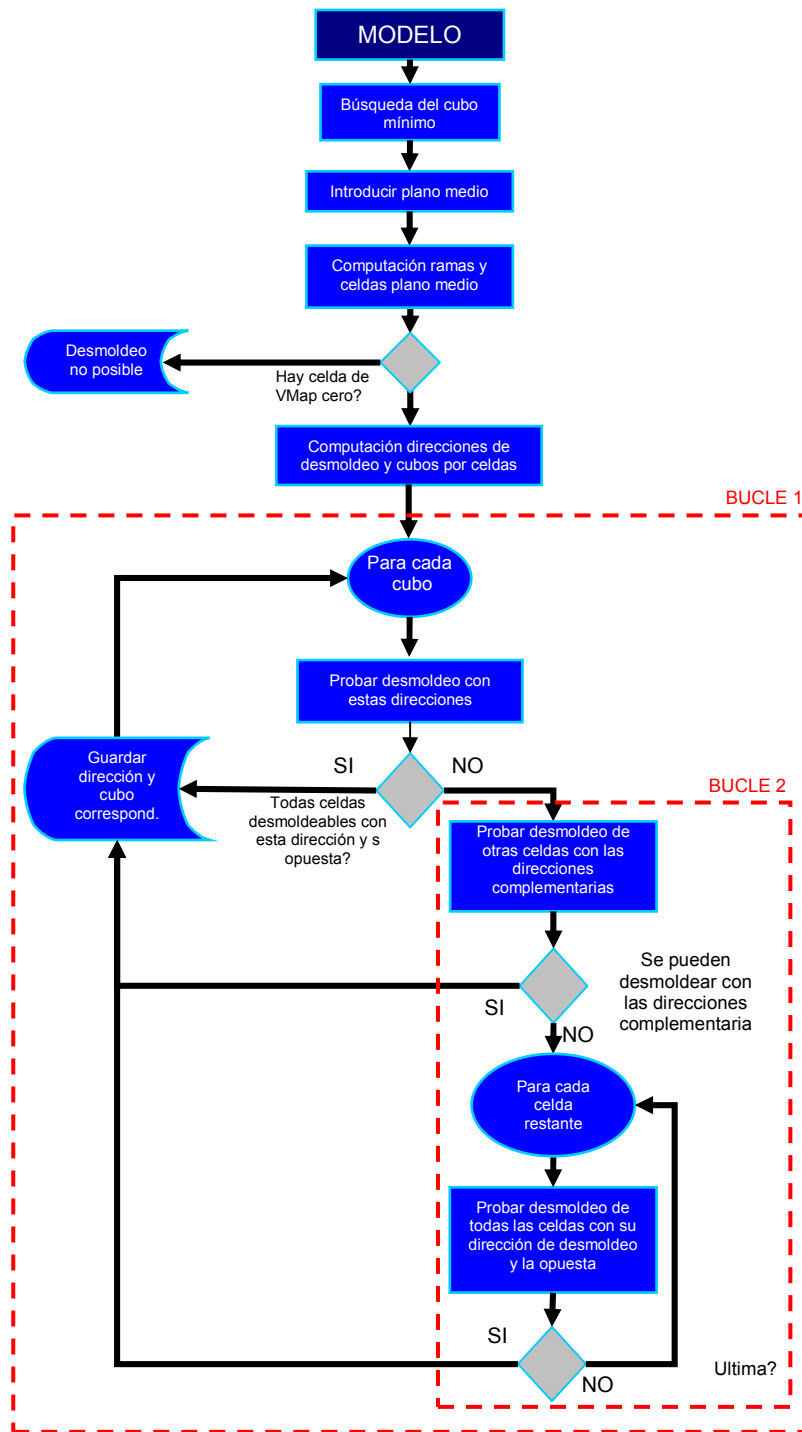 MODELO
Búsqueda del cubo
mínimo
Introducir plano medio
Computación ramas y
celdas plano medio
Desmoldeo
no posible
Hay celda de
VMap cero?
Computación direcciones de
desmoldeo y cubos por celdas
BUCLE 1
Para cada
cubo
Probar desmoldeo con
estas direcciones
Guardar
dirección y
cubo
correspond.
SI
NO
Todas celdas
desmoldeables con
esta dirección y s
opuesta?
BUCLE 2
Probar desmoldeo de
otras celdas con las
direcciones
complementarias
Se pueden
desmoldear con
las direcciones
complementaria
SI
NO
Para cada
celda
restante
Probar desmoldeo de
todas las celdas con su
dirección de desmoldeo
y la opuesta
SI
NO
Ultima?